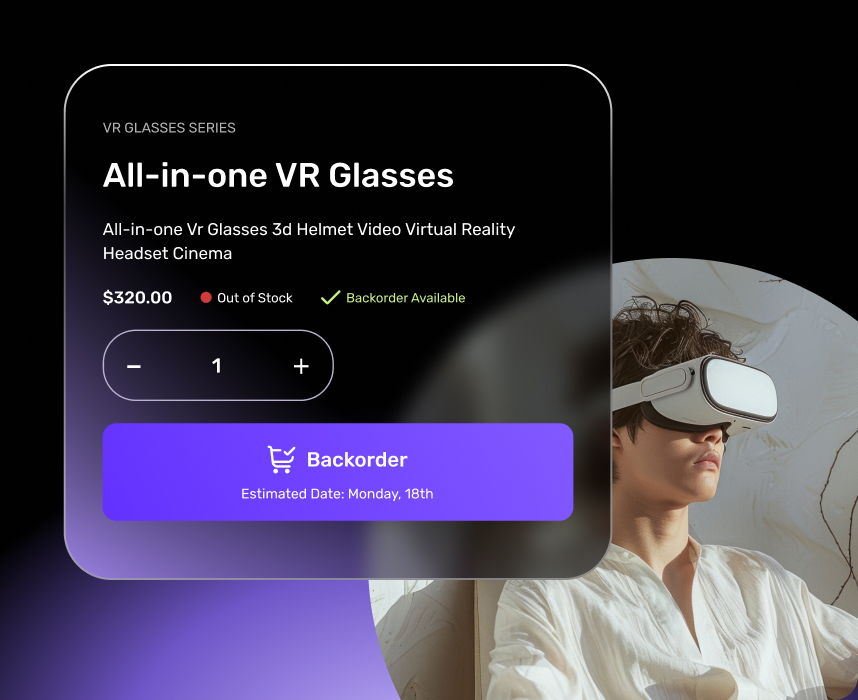 VR GLASSES SERIES
All-in-one VR Glasses
All-in-one Vr Glasses 3d Helmet Video Virtual Reality
Headset Cinema
$320.00 Out of Stock Backorder Available
1
Backorder
Estimated Date: Monday, 18th